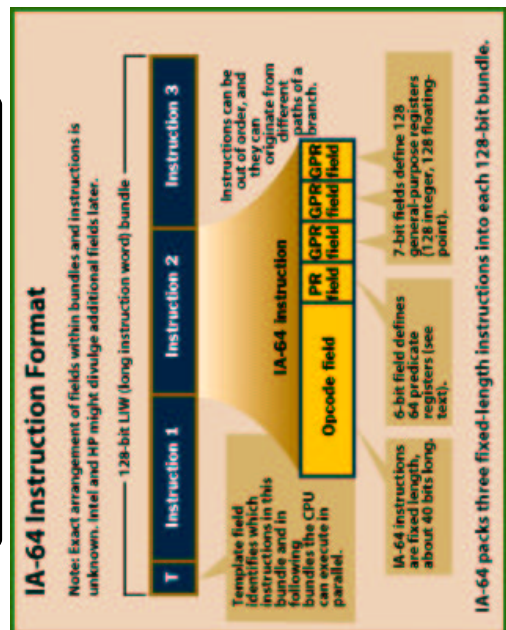 IA-64 Instruction Format
Note: Exact arrangement of fields within bundles and instructions is
unknown. Intel and HP might divulge additional fields later.
128-bit LIW (long instruction word) bundle
T
Instruction 1
Instruction 2
Instruction 3
Template field
identifies which
instructions in this
bundle and in
following
bundles the CPU
can execute in
parallel.
IA-64 instruction
Instructions can be
out of order, and
they can
originate from
different
paths of a
branch.
Opcode field
PR
field
GPR
field
GPR
field
GPR
field
IA-64 instructions
are fixed length,
about 40 bits long.
6-bit field defines
64 predicate
registers (see
text).
7-bit fields define 128
general-purpose registers
(128 integer, 128 floating-
point).
IA-64 packs three fixed-length instructions into each 128-bit bundle.